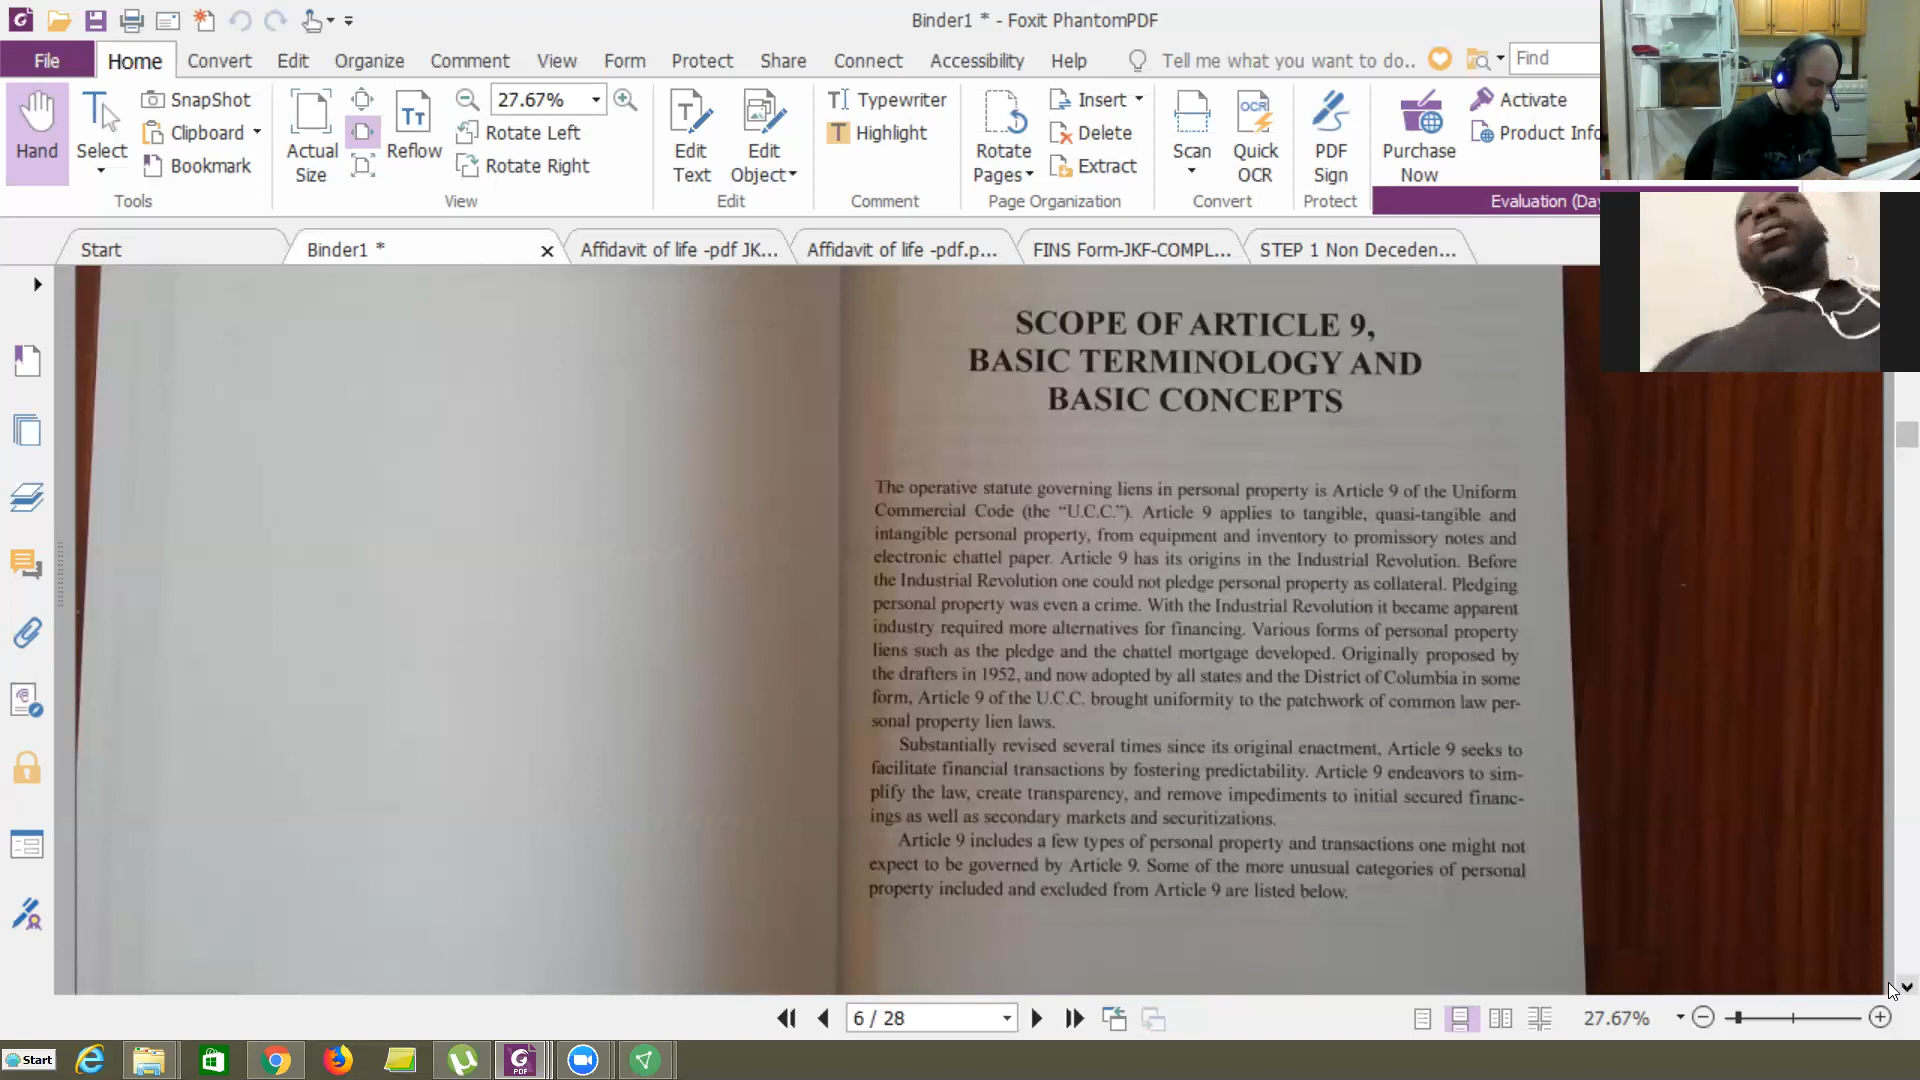 Binder1 * - Foxit PhantomPDF
File Home Convert Edit Organize Comment View Form Protect Share Connect Accessibility Help Tell me what you want to do.. Find
Hand
Select
SnapShot
Clipboard
Bookmark
Tools
Actual
Size
Reflow
27.67%
Rotate Left
Rotate Right
View
Edit
Text
Edit
Object
Edit
Typewriter
Highlight
Comment
Rotate
Pages
Insert
Delete
Extract
Page Organization
Scan
OCR
Quick
OCR
Convert
PDF
Sign
Protect
Purchase
Now
Activate
Product Info
Evaluation (Day
Start
Binder1 *
Affidavit of life -pdf JK...
Affidavit of life -pdf.p...
FINS Form-JKF-COMPL...
STEP 1 Non Deceden...
SCOPE OF ARTICLE 9,
BASIC TERMINOLOGY AND
BASIC CONCEPTS
The operative statute governing liens in personal property is Article 9 of the Uniform
Commercial Code (the “U.C.C.”). Article 9 applies to tangible, quasi-tangible and
intangible personal property, from equipment and inventory to promissory notes and
electronic chattel paper. Article 9 has its origins in the Industrial Revolution. Before
the Industrial Revolution one could not pledge personal property as collateral. Pledging
personal property was even a crime. With the Industrial Revolution it became apparent
industry required more alternatives for financing. Various forms of personal property
liens such as the pledge and the chattel mortgage developed. Originally proposed by
the drafters in 1952, and now adopted by all states and the District of Columbia in some
form, Article 9 of the U.C.C. brought uniformity to the patchwork of common law per-
sonal property lien laws.
Substantially revised several times since its original enactment, Article 9 seeks to
facilitate financial transactions by fostering predictability. Article 9 endeavors to sim-
plify the law, create transparency, and remove impediments to initial secured financ-
ings as well as secondary markets and securitizations.
Article 9 includes a few types of personal property and transactions one might not
expect to be governed by Article 9. Some of the more unusual categories of personal
property included and excluded from Article 9 are listed below.
6 / 28
27.67%
Start
PDF